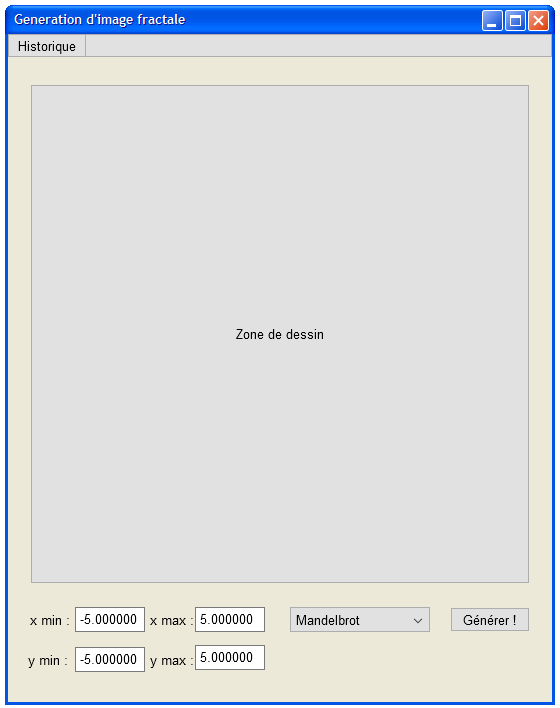 Generation d'image fractale
Historique
Zone de dessin
x min : -5.000000 x max : 5.000000 Mandelbrot Générer !
y min : -5.000000 y max : 5.000000